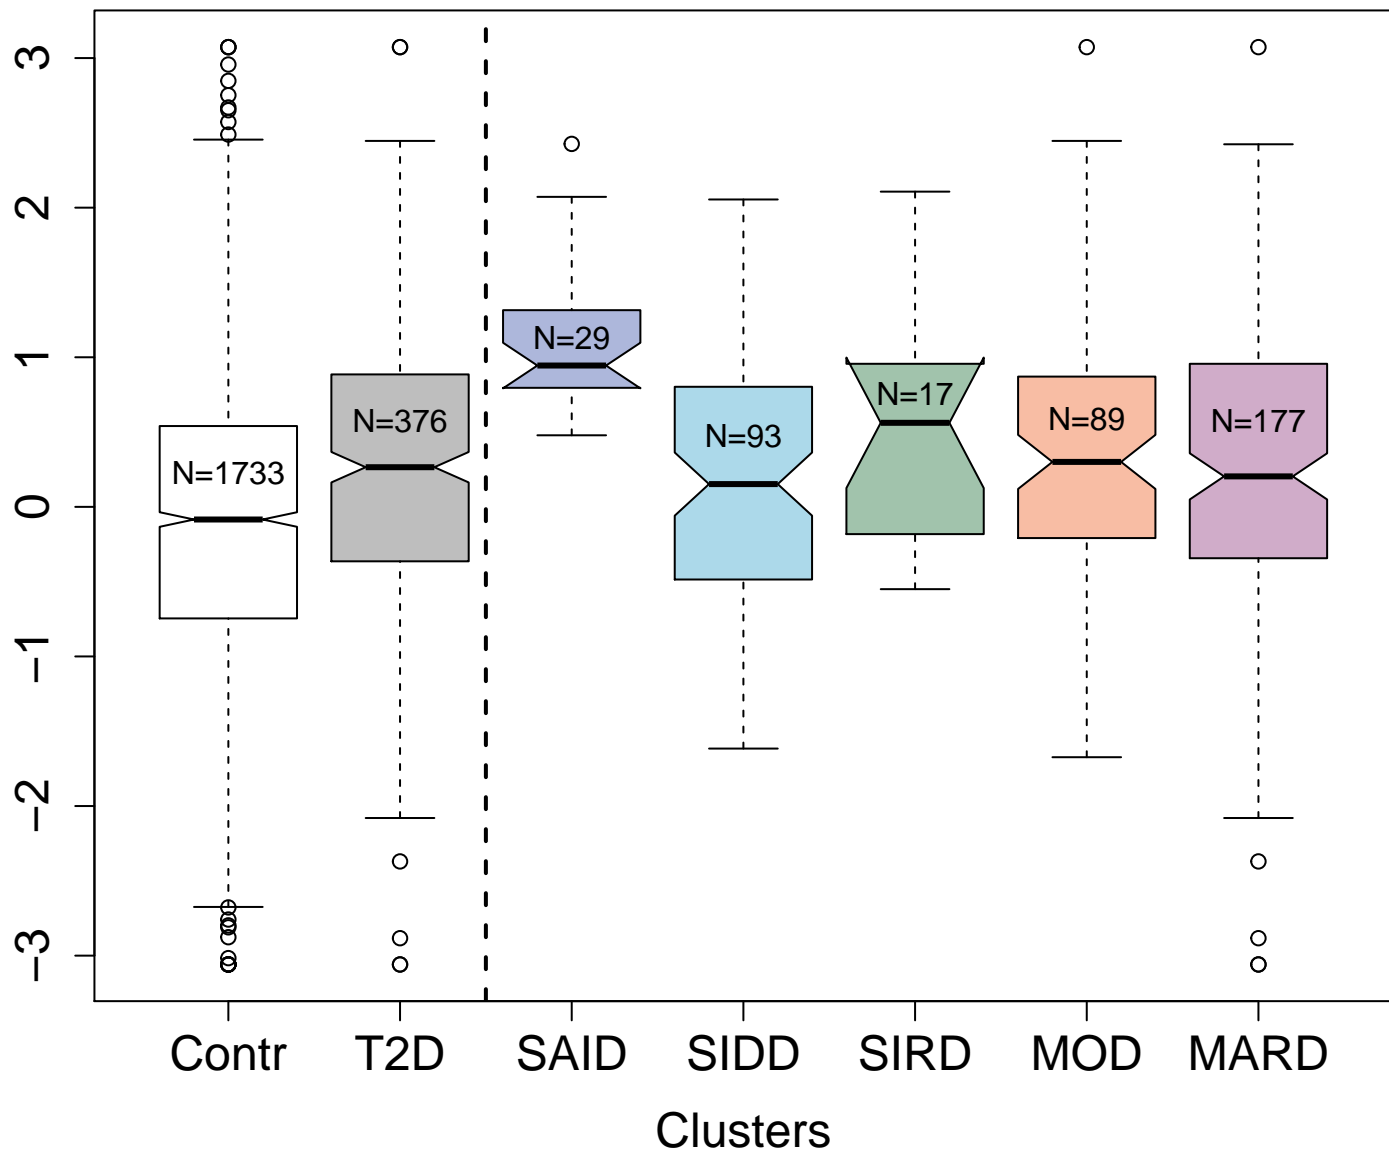 3
2
1
0
−1
−2
−3
N=1733
N=376
N=29
N=93
N=17
N=89
N=177
Contr T2D SAID SIDD SIRD MOD MARD
Clusters